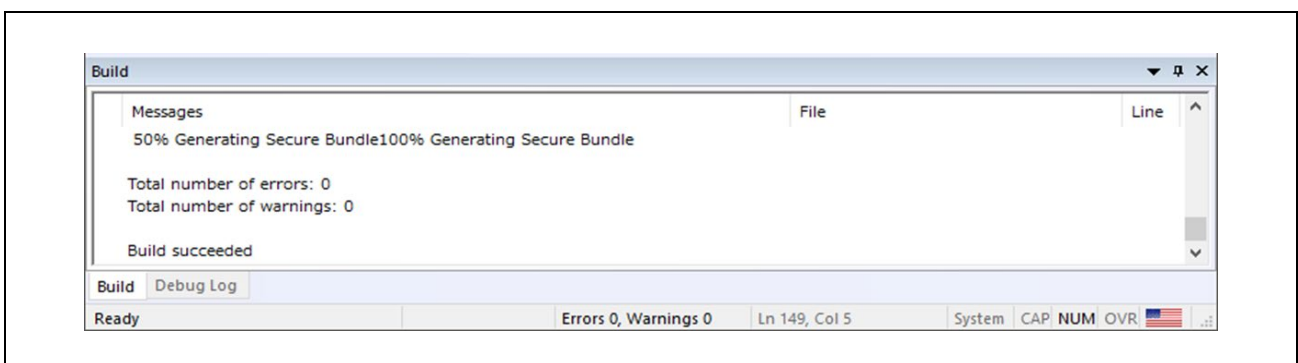 Build
Messages File Line
50% Generating Secure Bundle100% Generating Secure Bundle
Total number of errors: 0
Total number of warnings: 0
Build succeeded
Build Debug Log
Ready Errors 0, Warnings 0 Ln 149, Col 5 System CAP NUM OVR